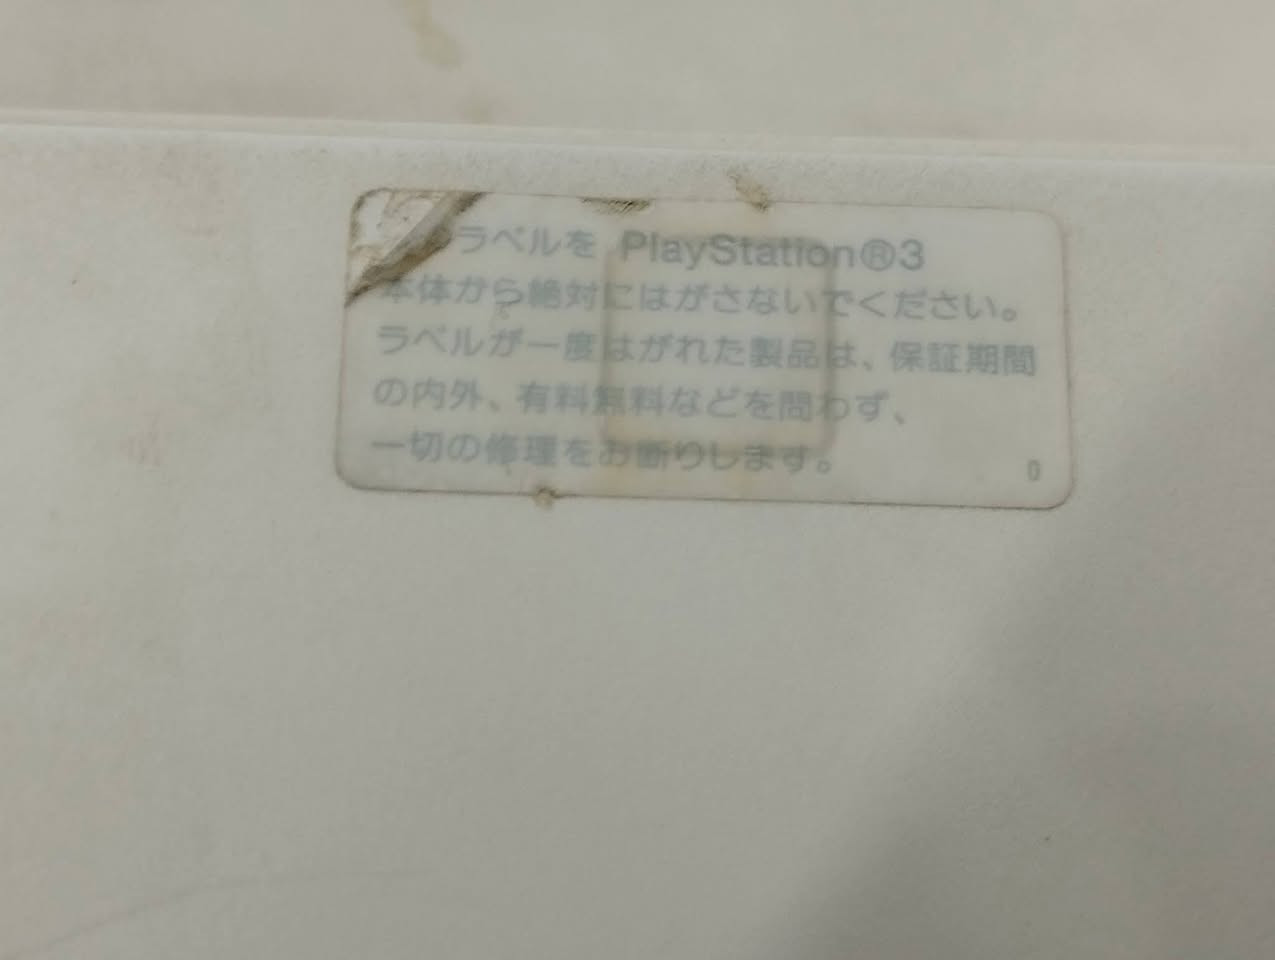 ラベルを PlayStation®3
本体から絶対にはがさないでください。
ラベルが一度はがれた製品は、保証期間
の内外、有料無料などを問わず、
一切の修理をお断りします。
0